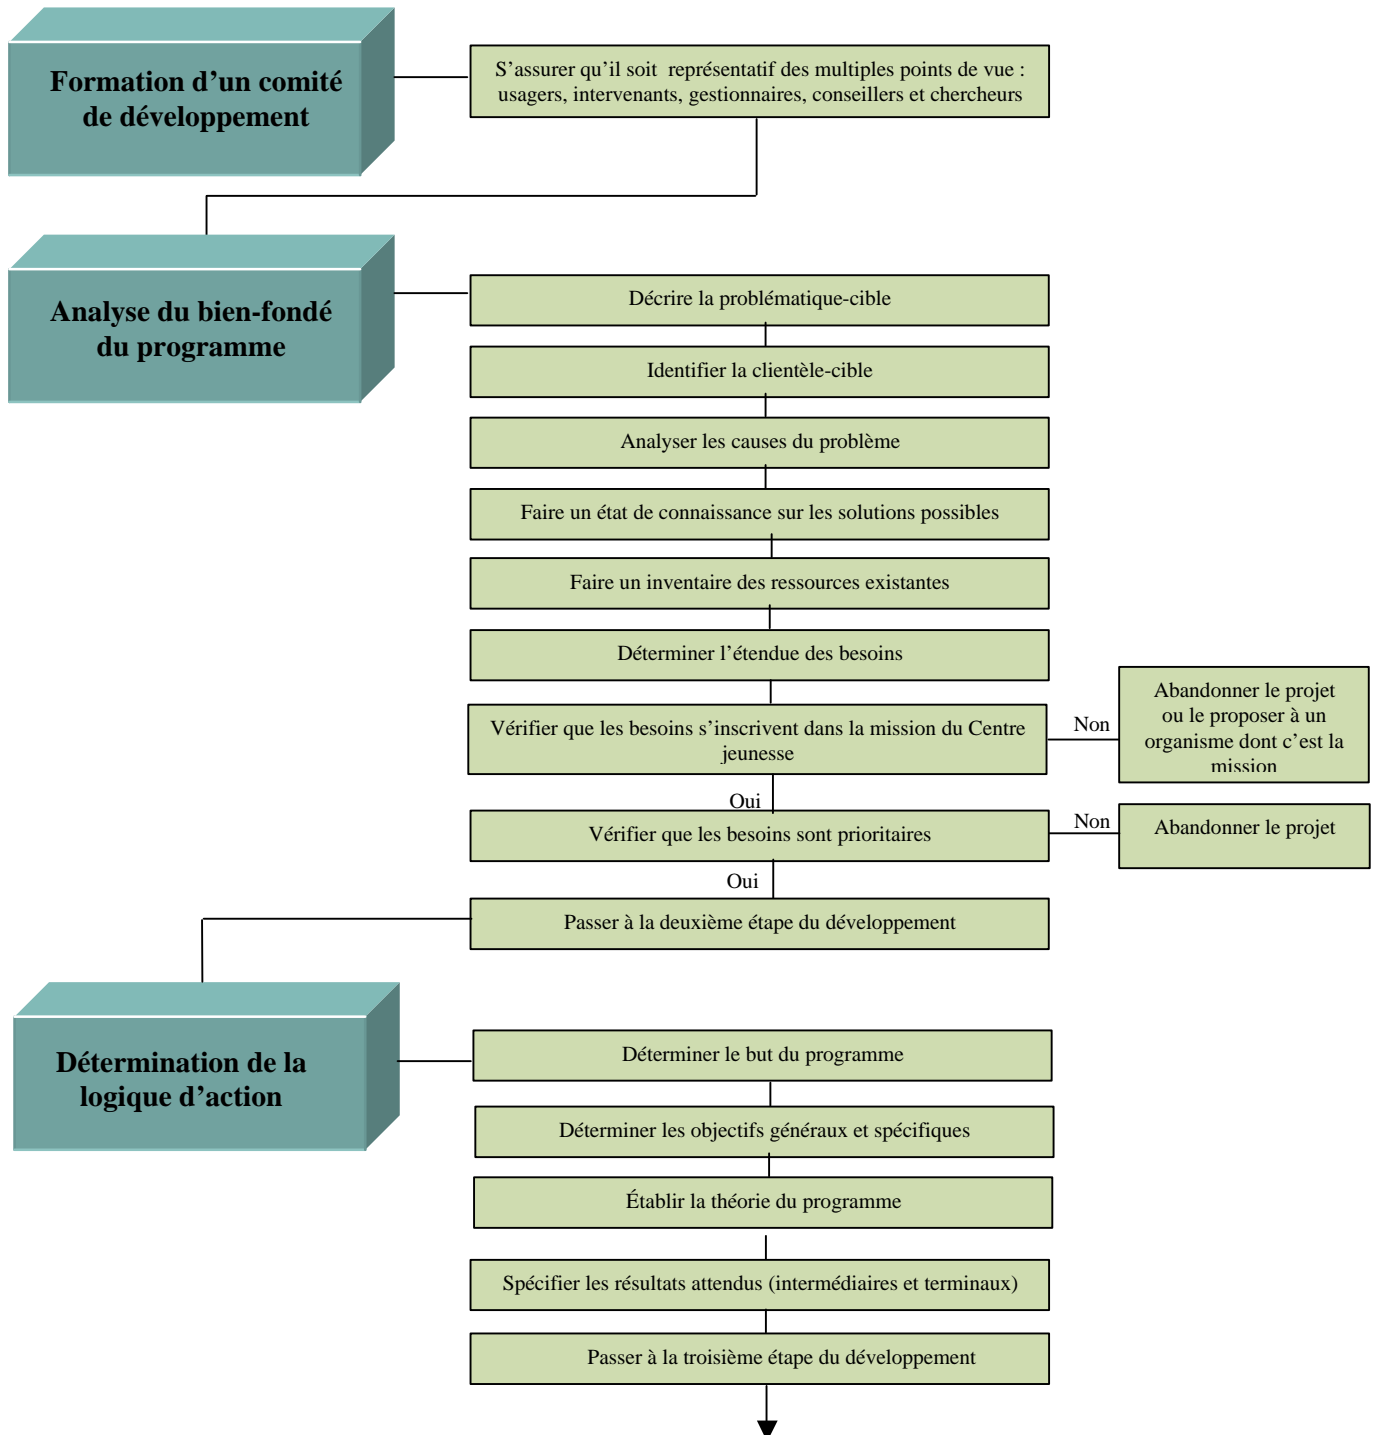 Formation d’un comité
de développement
S’assurer qu’il soit représentatif des multiples points de vue :
usagers, intervenants, gestionnaires, conseillers et chercheurs
Analyse du bien-fondé
du programme
Décrire la problématique-cible
Identifier la clientèle-cible
Analyser les causes du problème
Faire un état de connaissance sur les solutions possibles
Faire un inventaire des ressources existantes
Déterminer l’étendue des besoins
Vérifier que les besoins s’inscrivent dans la mission du Centre
jeunesse
Non
Abandonner le projet
ou le proposer à un
organisme dont c’est la
mission
Oui
Vérifier que les besoins sont prioritaires
Non
Abandonner le projet
Oui
Passer à la deuxième étape du développement
Détermination de la
logique d’action
Déterminer le but du programme
Déterminer les objectifs généraux et spécifiques
Établir la théorie du programme
Spécifier les résultats attendus (intermédiaires et terminaux)
Passer à la troisième étape du développement